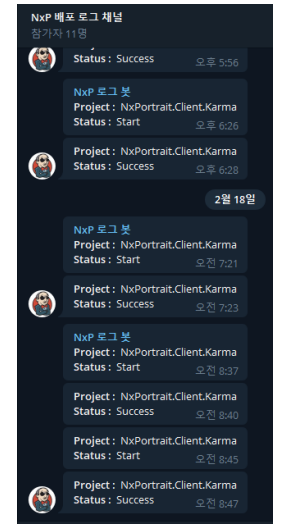 NxP 배포 로그 채널
참가자 11명
Status : Success
오후 5:56
NxP 로그 봇
Project : NxPortrait.Client.Karma
Status : Start
오후 6:26
Project : NxPortrait.Client.Karma
Status : Success
오후 6:28
2월 18일
NxP 로그 봇
Project : NxPortrait.Client.Karma
Status : Start
오전 7:21
Project : NxPortrait.Client.Karma
Status : Success
오전 7:23
NxP 로그 봇
Project : NxPortrait.Client.Karma
Status : Start
오전 8:37
Project : NxPortrait.Client.Karma
Status : Success
오전 8:40
Project : NxPortrait.Client.Karma
Status : Start
오전 8:45
Project : NxPortrait.Client.Karma
Status : Success
오전 8:47